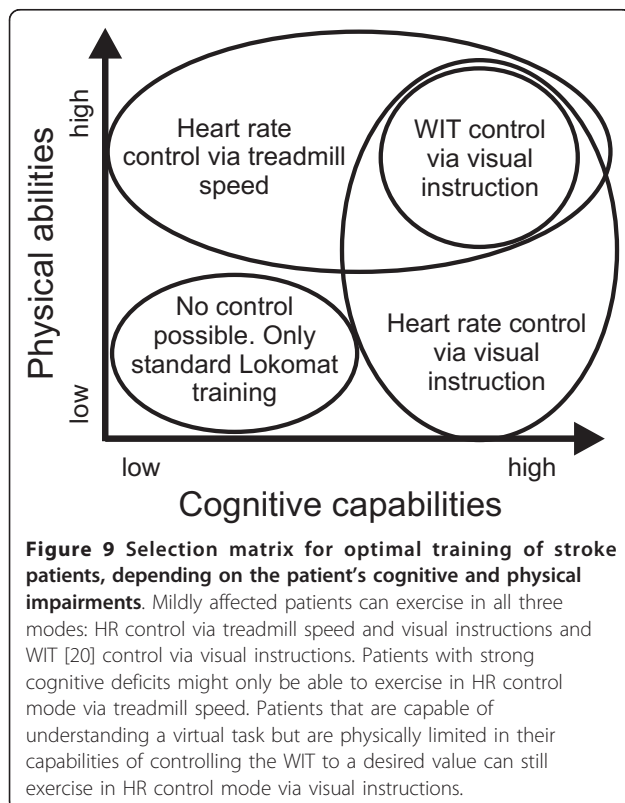 Physical abilities
high
low
Heart rate
control via treadmill
speed
WIT control
via visual
instruction
No control
possible. Only
standard Lokomat
training
Heart rate control
via visual
instruction
low
high
Cognitive capabilities
Figure 9 Selection matrix for optimal training of stroke
patients, depending on the patient's cognitive and physical
impairments. Mildly affected patients can exercise in all three
modes: HR control via treadmill speed and visual instructions and
WIT [20] control via visual instructions. Patients with strong
cognitive deficits might only be able to exercise in HR control
mode via treadmill speed. Patients that are capable of
understanding a virtual task but are physically limited in their
capabilities of controlling the WIT to a desired value can still
exercise in HR control mode via visual instructions.